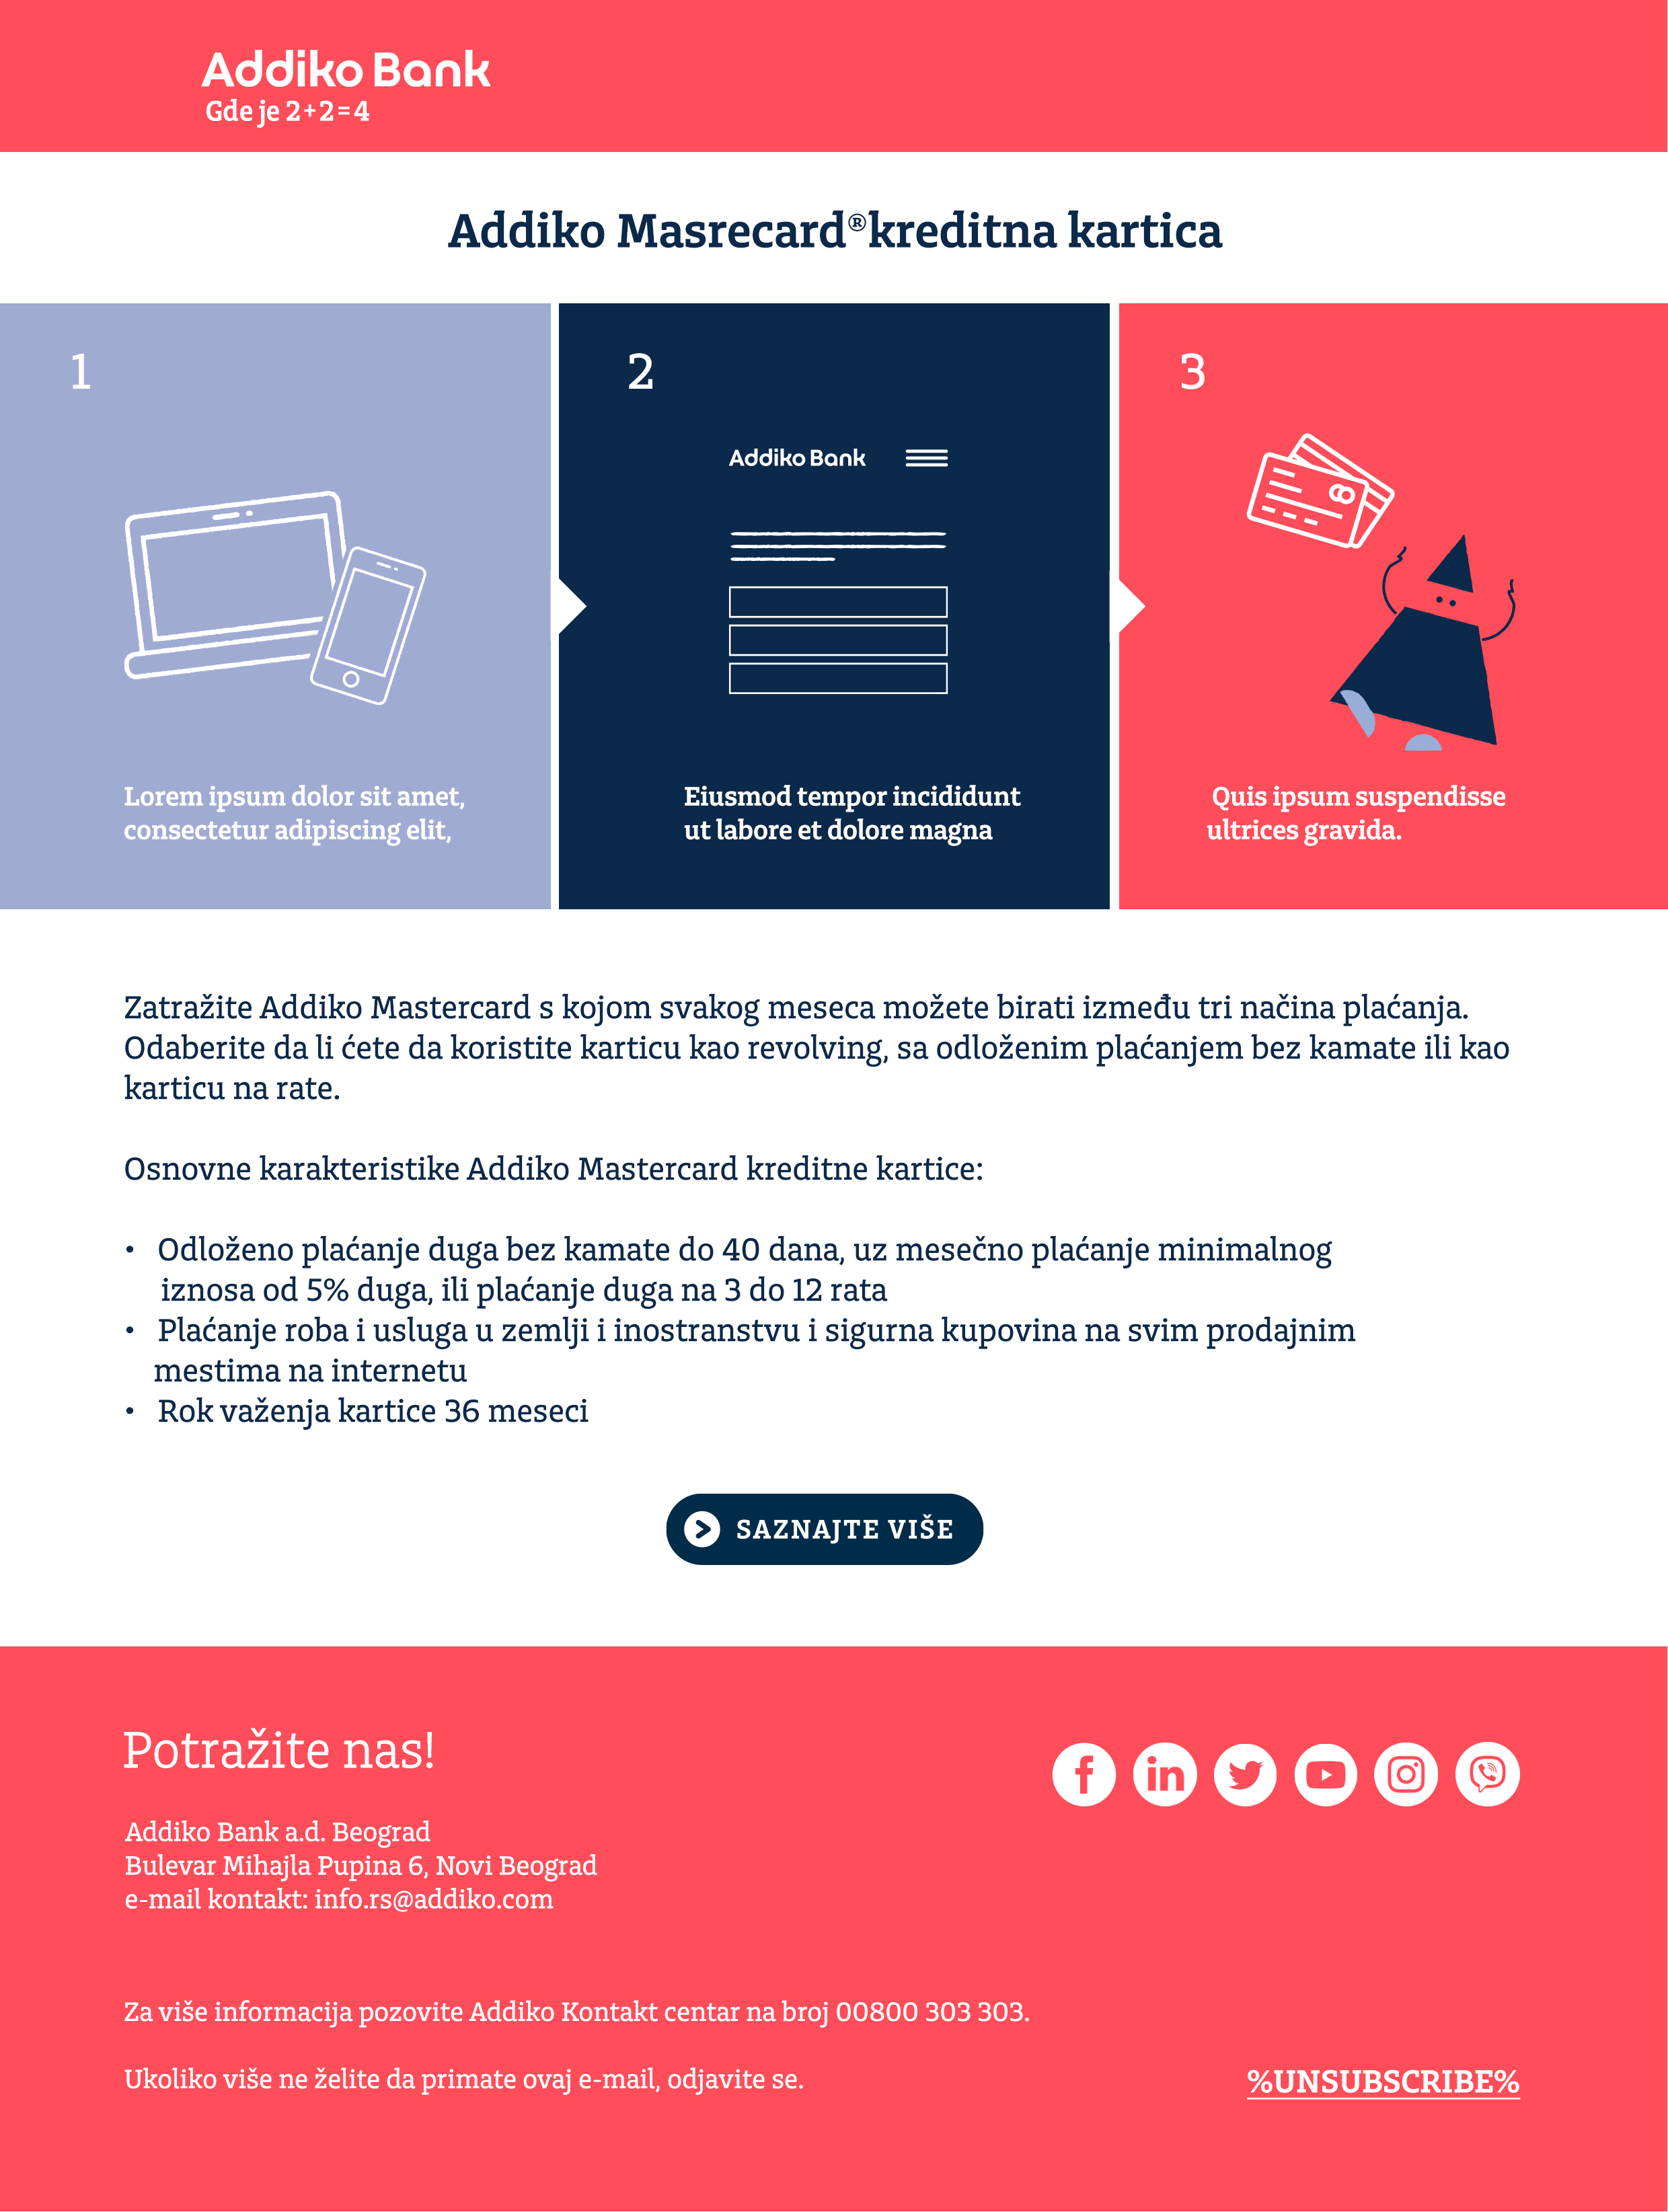 Addiko Bank
Gde je 2+2=4
Addiko Masrecard®kreditna kartica
1
2
3
Addiko Bank
Lorem ipsum dolor sit amet,
consectetur adipiscing elit,
Eiusmod tempor incididunt
ut labore et dolore magna
Quis ipsum suspendisse
ultrices gravida.
Zatražite Addiko Mastercard s kojom svakog meseca možete birati između tri načina plaćanja.
Odaberite da li ćete da koristite karticu kao revolving, sa odloženim plaćanjem bez kamate ili kao
karticu na rate.
Osnovne karakteristike Addiko Mastercard kreditne kartice:
• Odloženo plaćanje duga bez kamate do 40 dana, uz mesečno plaćanje minimalnog
iznosa od 5% duga, ili plaćanje duga na 3 do 12 rata
• Plaćanje roba i usluga u zemlji i inostranstvu i sigurna kupovina na svim prodajnim
mestima na internetu
• Rok važenja kartice 36 meseci
SAZNAJTE VIŠE
Potražite nas!
Addiko Bank a.d. Beograd
Bulevar Mihajla Pupina 6, Novi Beograd
e-mail kontakt: info.rs@addiko.com
Za više informacija pozovite Addiko Kontakt centar na broj 00800 303 303.
Ukoliko više ne želite da primate ovaj e-mail, odjavite se.
%UNSUBSCRIBE%